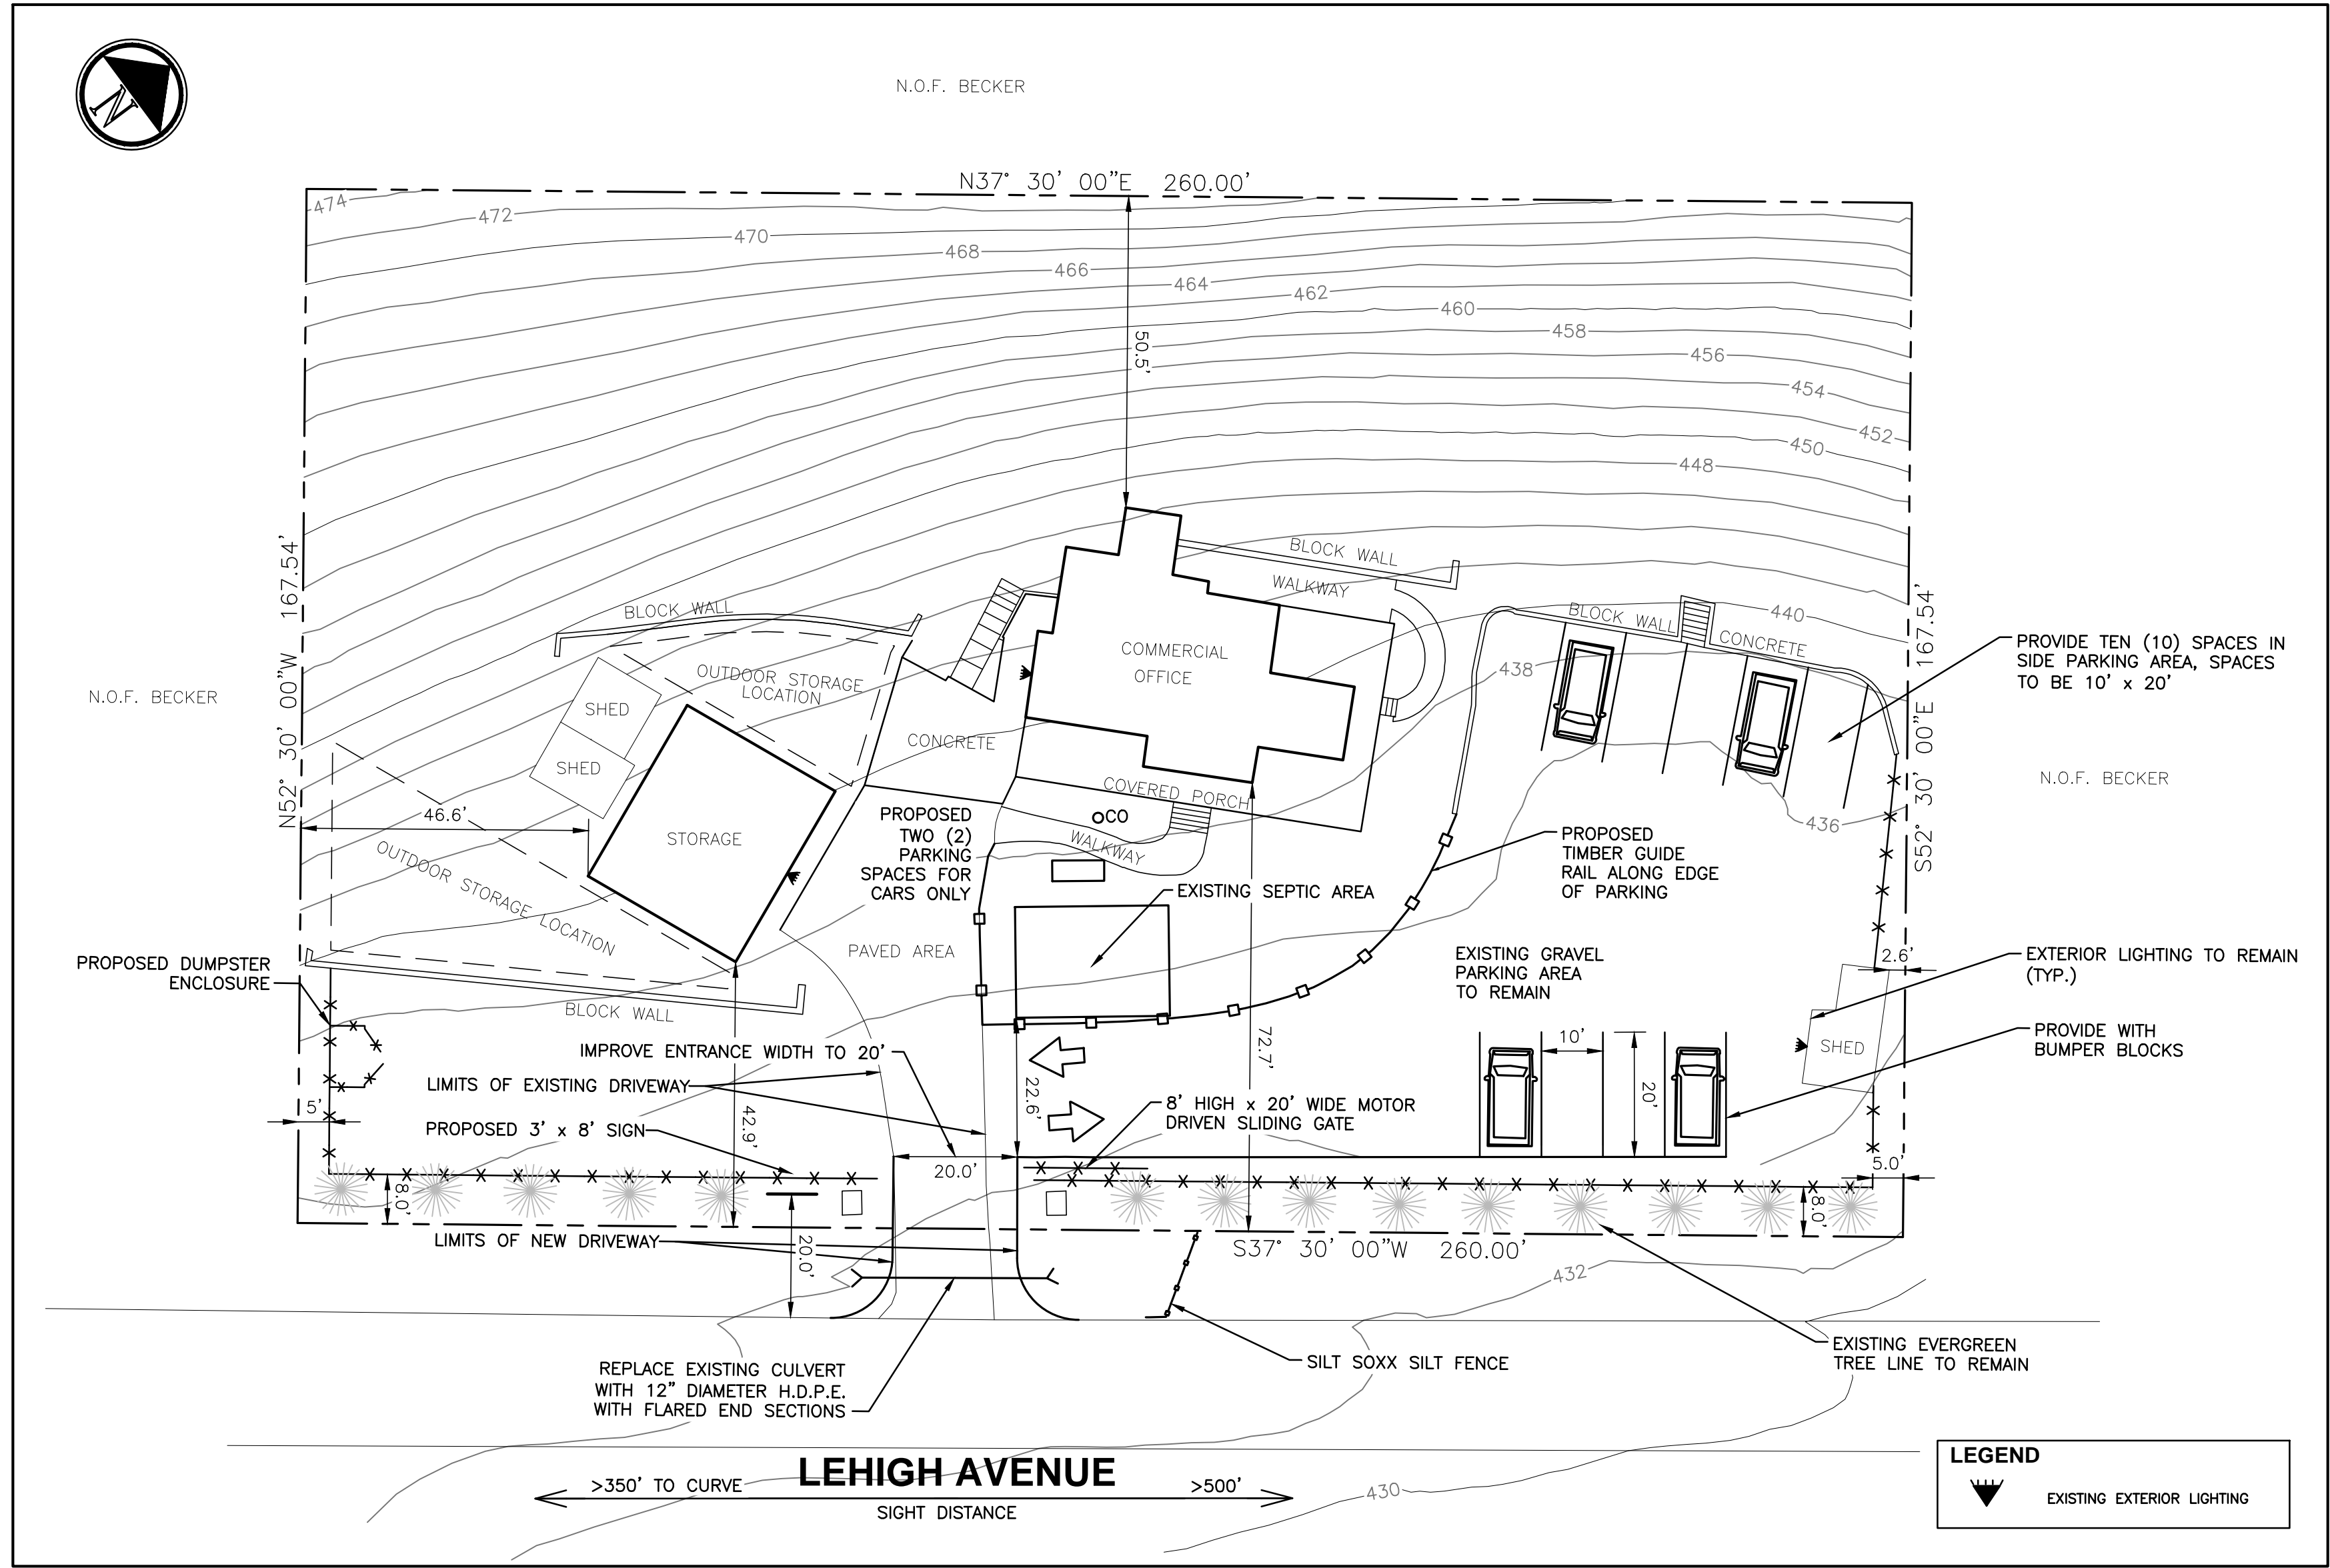 N
N.O.F. BECKER
N37° 30' 00"E 260.00'
474
472
470
468
466
464
462
460
458
456
454
452
450
448
440
438
436
50.5'
N52° 30' 00"W 167.54'
S52° 30' 00"E 167.54'
N.O.F. BECKER
N.O.F. BECKER
BLOCK WALL
BLOCK WALL
WALKWAY
BLOCK WALL
CONCRETE
PROVIDE TEN (10) SPACES IN
SIDE PARKING AREA, SPACES
TO BE 10' x 20'
COMMERCIAL
OFFICE
OUTDOOR STORAGE
LOCATION
SHED
SHED
CONCRETE
COVERED PORCH
CO
WALKWAY
46.6'
STORAGE
OUTDOOR STORAGE LOCATION
PROPOSED
TWO (2)
PARKING
SPACES FOR
CARS ONLY
PROPOSED
TIMBER GUIDE
RAIL ALONG EDGE
OF PARKING
EXISTING SEPTIC AREA
PAVED AREA
EXISTING GRAVEL
PARKING AREA
TO REMAIN
2.6'
EXTERIOR LIGHTING TO REMAIN
(TYP.)
PROPOSED DUMPSTER
ENCLOSURE
BLOCK WALL
IMPROVE ENTRANCE WIDTH TO 20'
72.7'
10'
20'
SHED
PROVIDE WITH
BUMPER BLOCKS
LIMITS OF EXISTING DRIVEWAY
22.6'
5'
42.9'
PROPOSED 3' x 8' SIGN
8' HIGH x 20' WIDE MOTOR
DRIVEN SLIDING GATE
20.0'
5.0'
8.0'
8.0'
LIMITS OF NEW DRIVEWAY
20.0'
S37° 30' 00"W 260.00'
432
REPLACE EXISTING CULVERT
WITH 12" DIAMETER H.D.P.E.
WITH FLARED END SECTIONS
SILT SOXX SILT FENCE
EXISTING EVERGREEN
TREE LINE TO REMAIN
LEHIGH AVENUE
>350' TO CURVE
>500'
SIGHT DISTANCE
430
LEGEND
EXISTING EXTERIOR LIGHTING